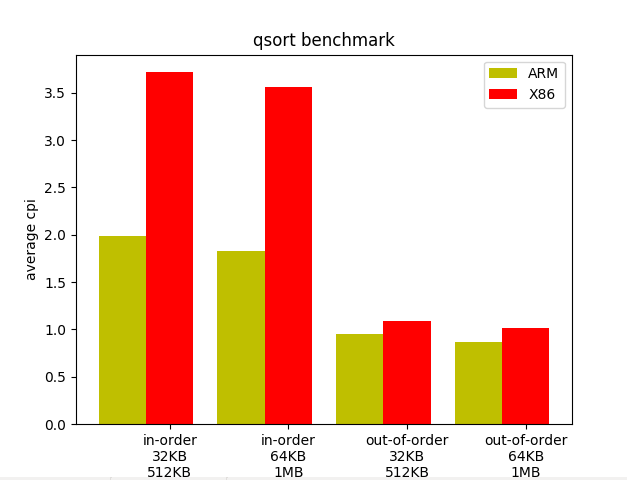 qsort benchmark
ARM
X86
average cpi
3.5
3.0
2.5
2.0
1.5
1.0
0.5
0.0
in-order in-order out-of-order out-of-order
32KB 64KB 32KB 64KB
512KB 1MB 512KB 1MB